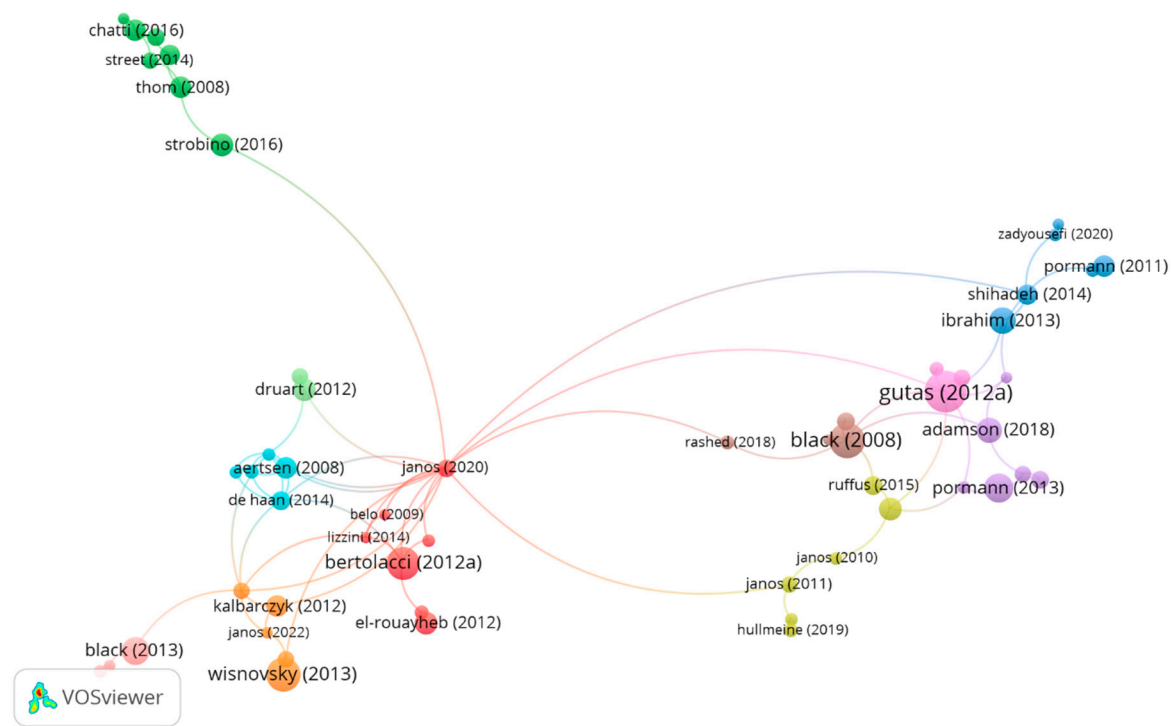 chatti (2016)
street (2014)
thom (2008)
strobino (2016)
zadyousefi (2020)
pormann (2011)
shihadeh (2014)
ibrahim (2013)
druart (2012)
gutas (2012a)
adamson (2018)
black (2008)
rashed (2018)
aertsen (2008)
janos (2020)
ruffus (2015)
pormann (2013)
de haan (2014)
belo (2009)
lizzini (2014)
bertolacci (2012a)
janos (2010)
janos (2011)
kalbarczyk (2012)
el-rouayheb (2012)
janos (2022)
hullmeine (2019)
black (2013)
wisnovsky (2013)
VOSviewer